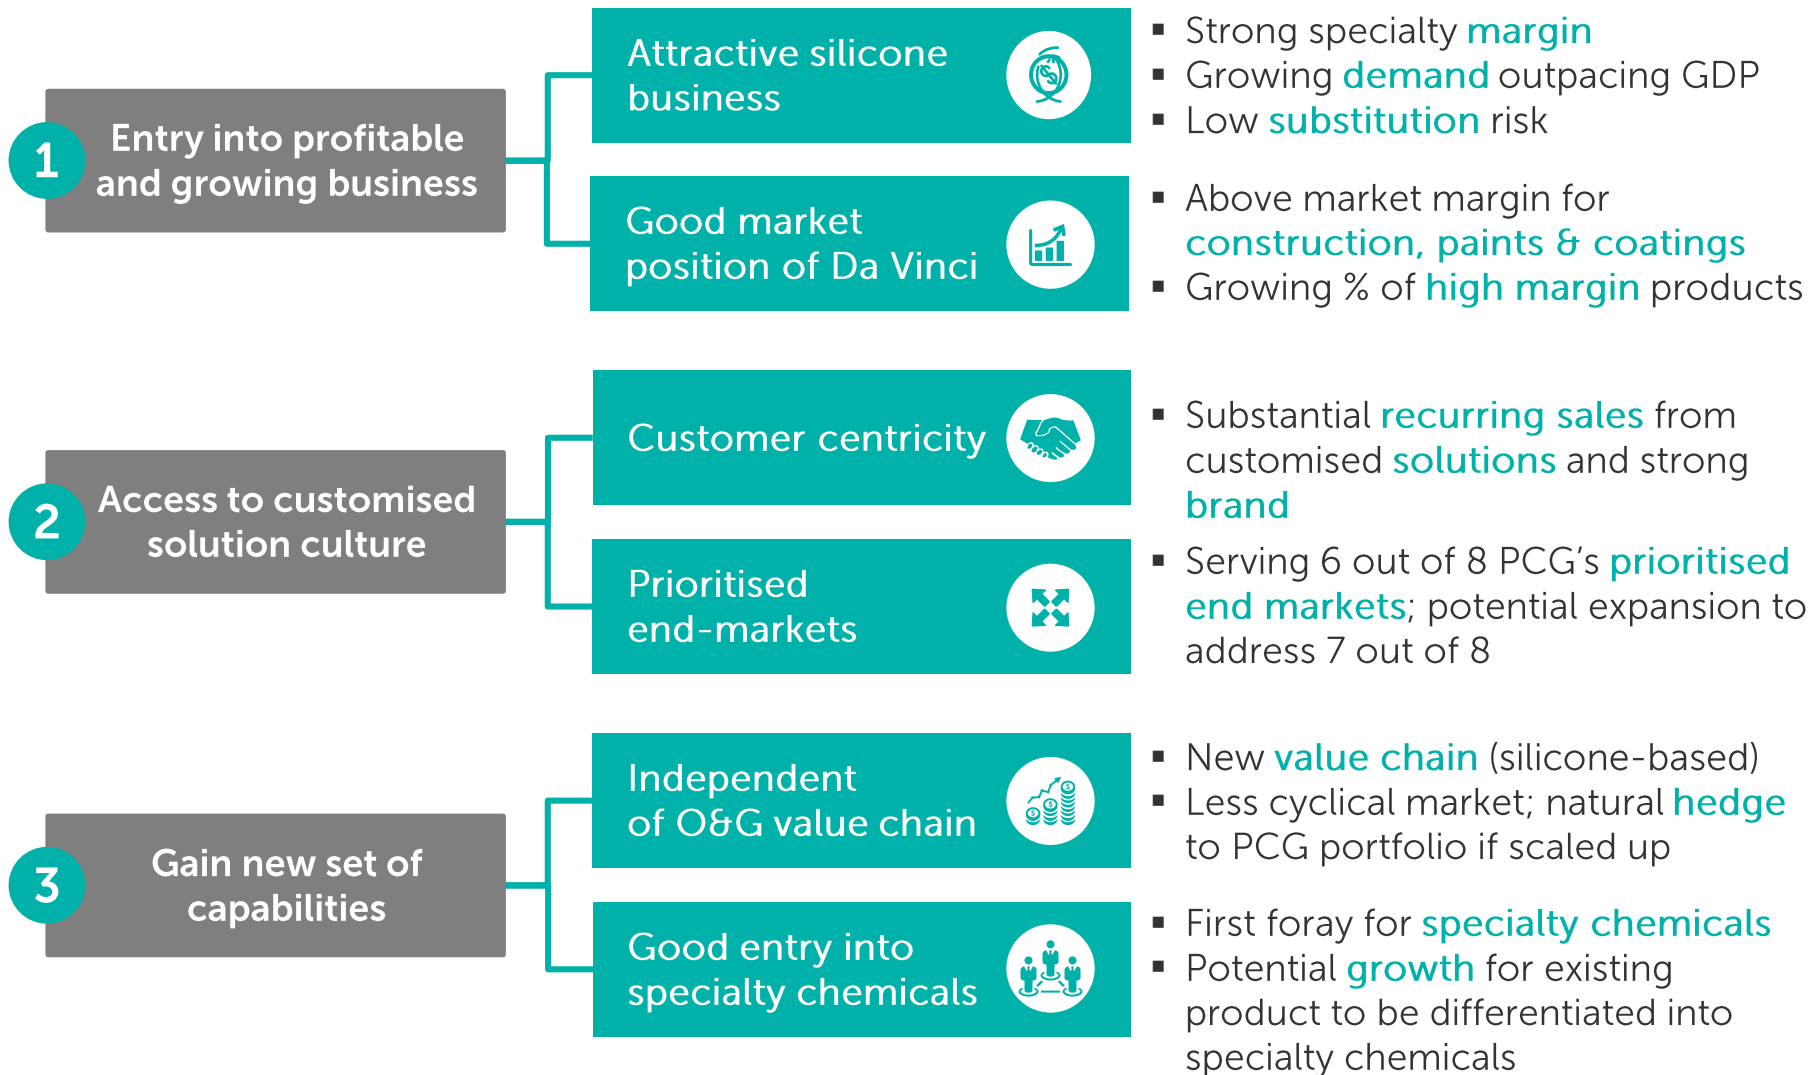 1
Entry into profitable
and growing business
Attractive silicone
business
▪ Strong specialty margin
▪ Growing demand outpacing GDP
▪ Low substitution risk
Good market
position of Da Vinci
▪ Above market margin for
construction, paints & coatings
▪ Growing % of high margin products
2
Access to customised
solution culture
Customer centricity
▪ Substantial recurring sales from
customised solutions and strong
brand
Prioritised
end-markets
▪ Serving 6 out of 8 PCG’s prioritised
end markets; potential expansion to
address 7 out of 8
3
Gain new set of
capabilities
Independent
of O&G value chain
▪ New value chain (silicone-based)
▪ Less cyclical market; natural hedge
to PCG portfolio if scaled up
Good entry into
specialty chemicals
▪ First foray for specialty chemicals
▪ Potential growth for existing
product to be differentiated into
specialty chemicals